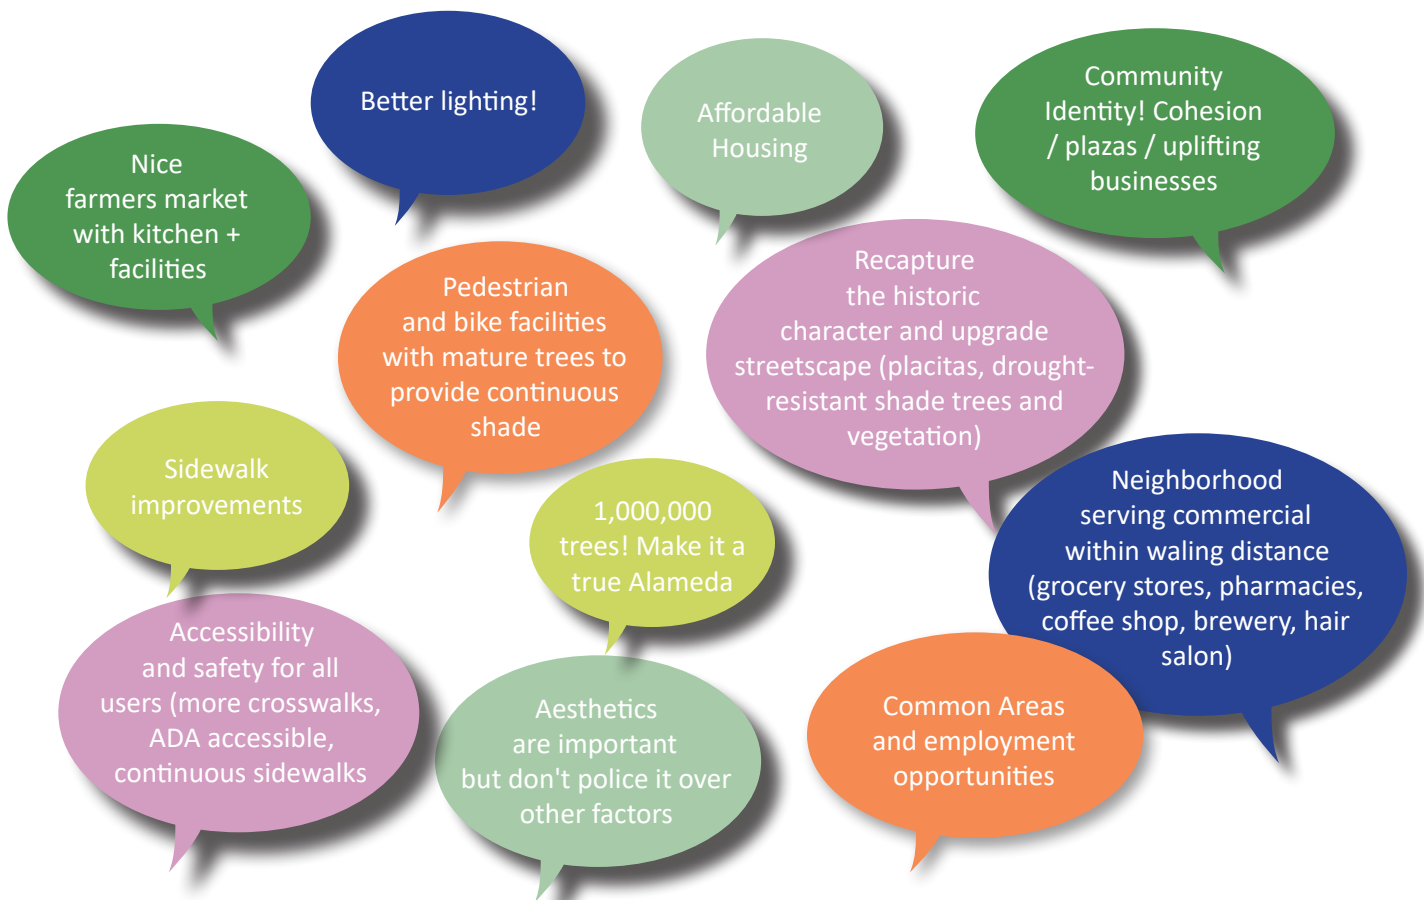 Better lighting!
Affordable
Housing
Community
Identity! Cohesion
/ plazas / uplifting
businesses
Nice
farmers market
with kitchen +
facilities
Pedestrian
and bike facilities
with mature trees to
provide continuous
shade
Recapture
the historic
character and upgrade
streetscape (placitas, drought-
resistant shade trees and
vegetation)
Sidewalk
improvements
1,000,000
trees! Make it a
true Alameda
Neighborhood
serving commercial
within waling distance
(grocery stores, pharmacies,
coffee shop, brewery, hair
salon)
Accessibility
and safety for all
users (more crosswalks,
ADA accessible,
continuous sidewalks
Aesthetics
are important
but don't police it over
other factors
Common Areas
and employment
opportunities